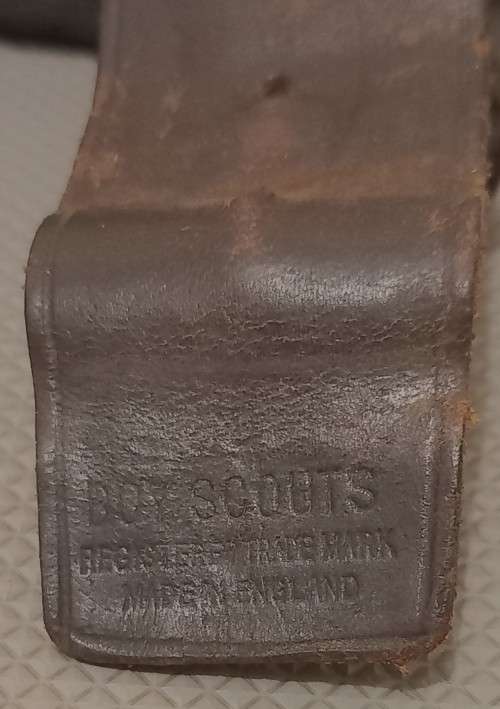 BOY SCOUTS
REGISTERED TRADE MARK
MADE IN ENGLAND